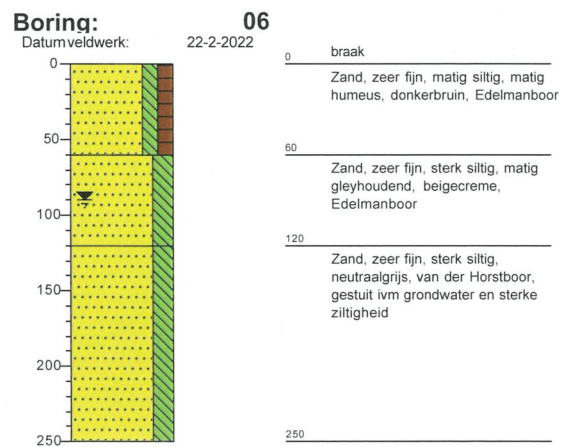 Boring: 06
Datumveldwerk: 22-2-2022
0
50
100
150
200
250
0 braak
Zand, zeer fijn, matig siltig, matig
humeus, donkerbruin, Edelmanboor
60
Zand, zeer fijn, sterk siltig, matig
gleyhoudend, beigecreme,
Edelmanboor
120
Zand, zeer fijn, sterk siltig,
neutraalgrijs, van der Horstboor,
gestuit ivm grondwater en sterke
ziltigheid
250